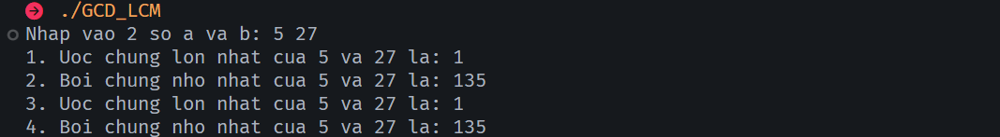 ./GCD_LCM
Nhap vao 2 so a va b: 5 27
1. Uoc chung lon nhat cua 5 va 27 la: 1
2. Boi chung nho nhat cua 5 va 27 la: 135
3. Uoc chung lon nhat cua 5 va 27 la: 1
4. Boi chung nho nhat cua 5 va 27 la: 135